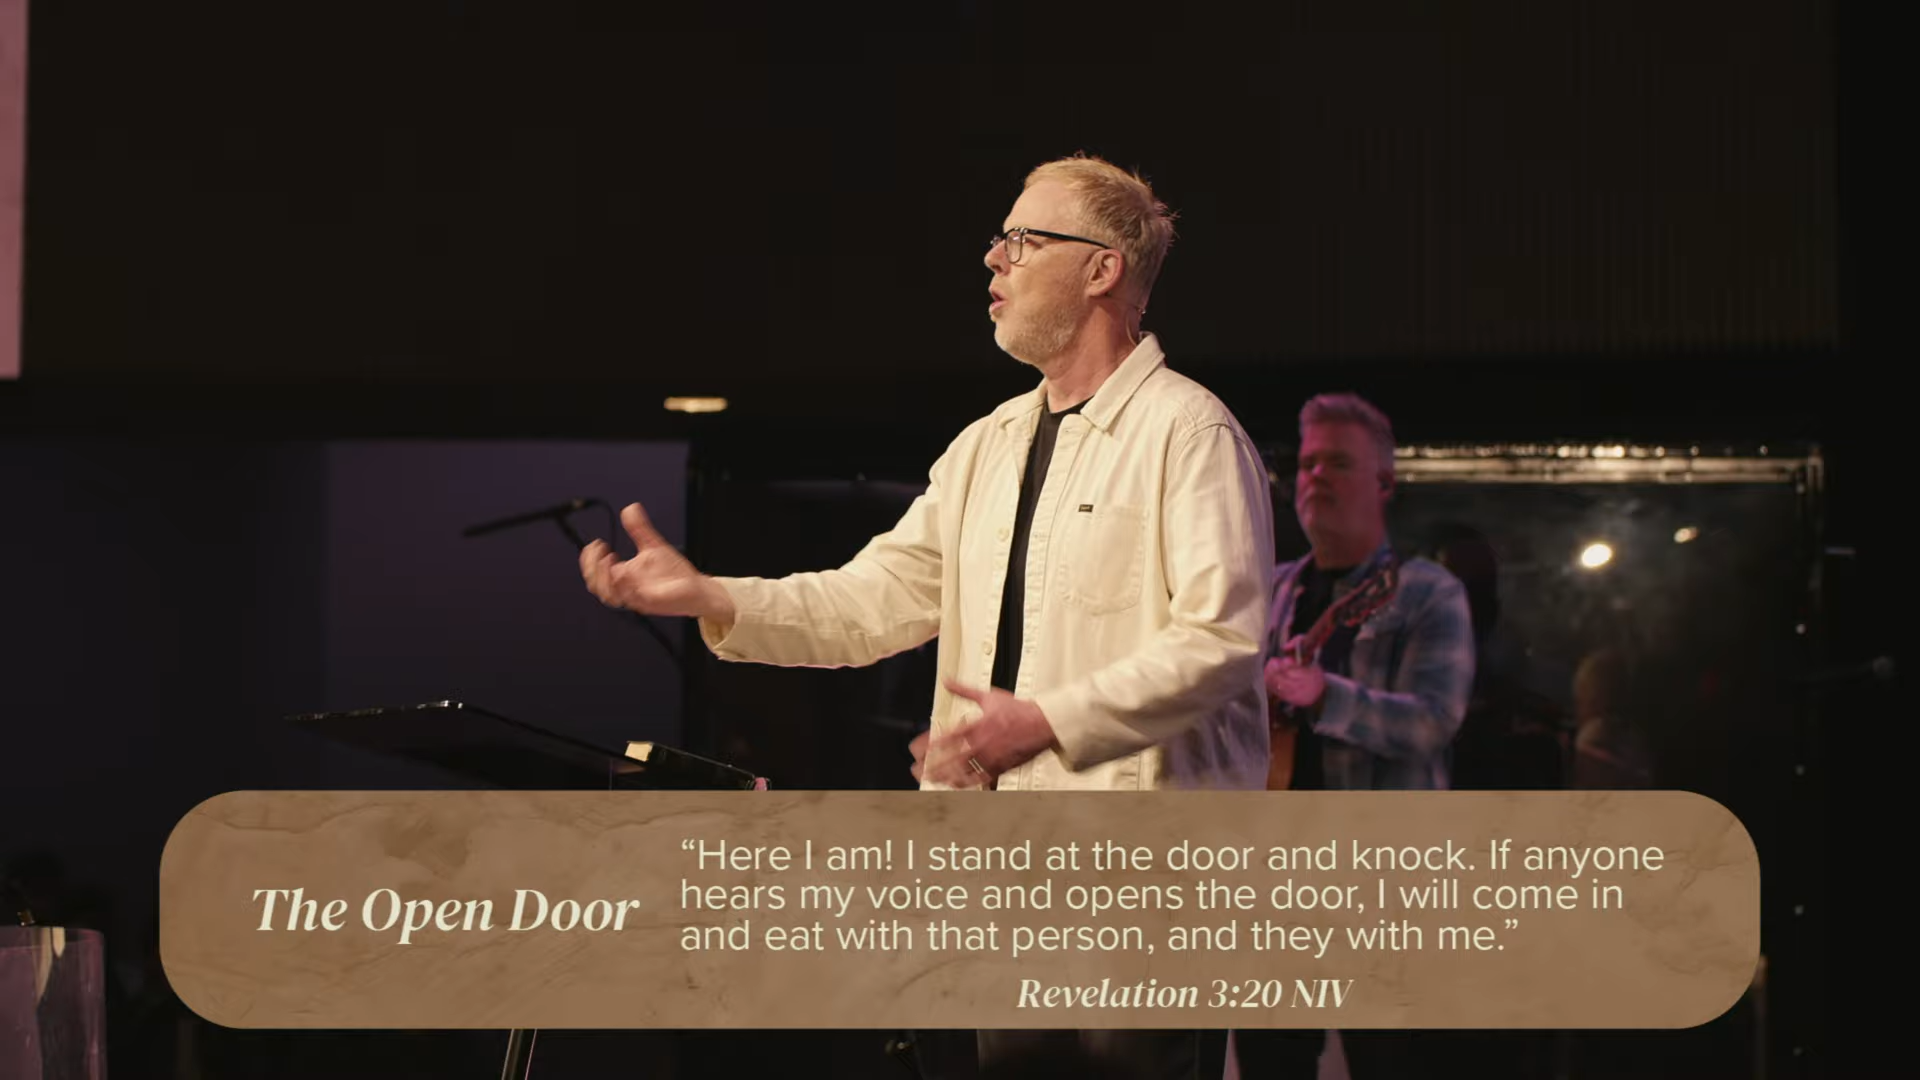 The Open Door
“Here I am! I stand at the door and knock. If anyone
hears my voice and opens the door, I will come in
and eat with that person, and they with me.”
Revelation 3:20 NIV